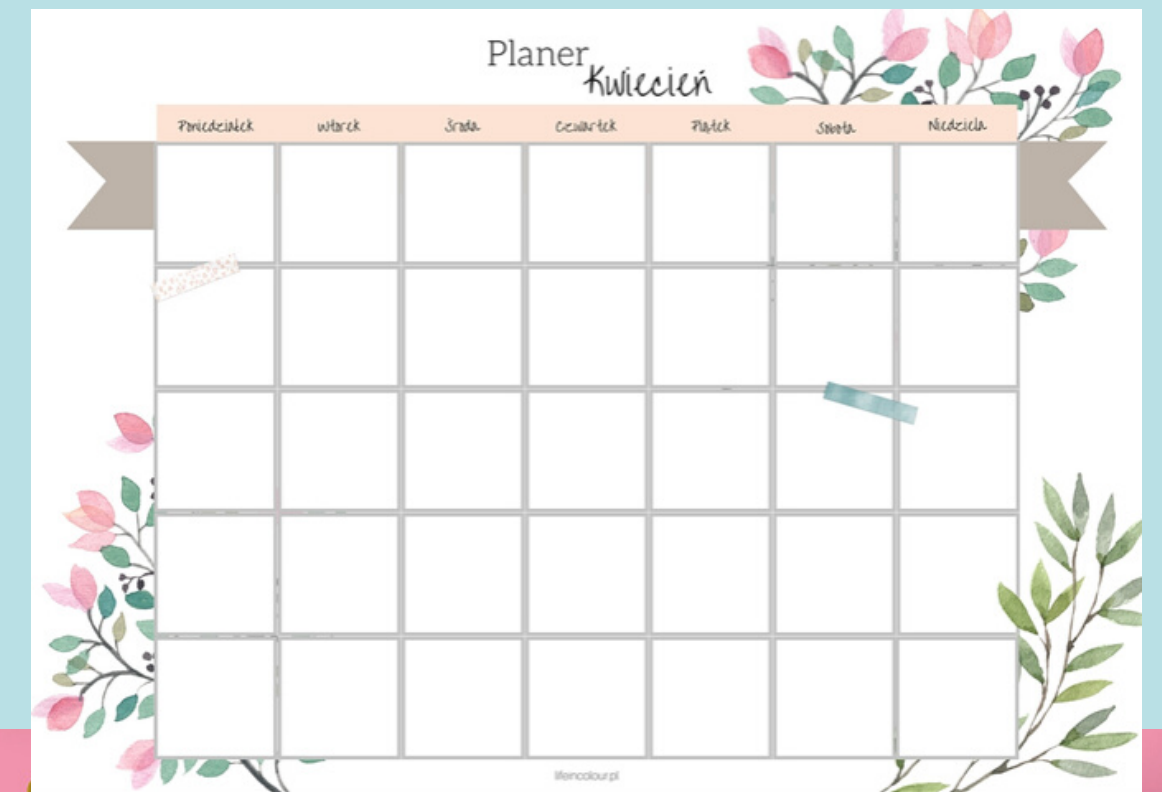 Planer
Kwiecień
Poniedziałek Wtorek Środa Czwartek Piątek Sobota Niedziela
lifeincolour.pl